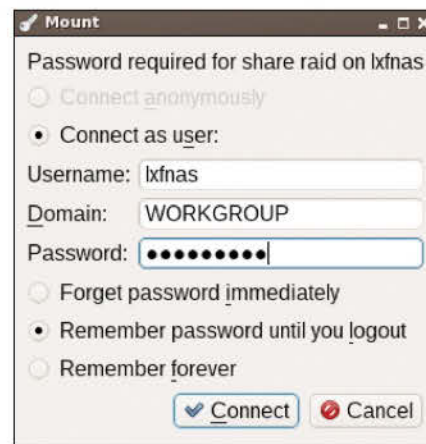 Mount
Password required for share raid on lxfnas
Connect anonymously
Connect as user:
Username: lxfnas
Domain: WORKGROUP
Password: ●●●●●●●●●
Forget password immediately
Remember password until you logout
Remember forever
Connect Cancel